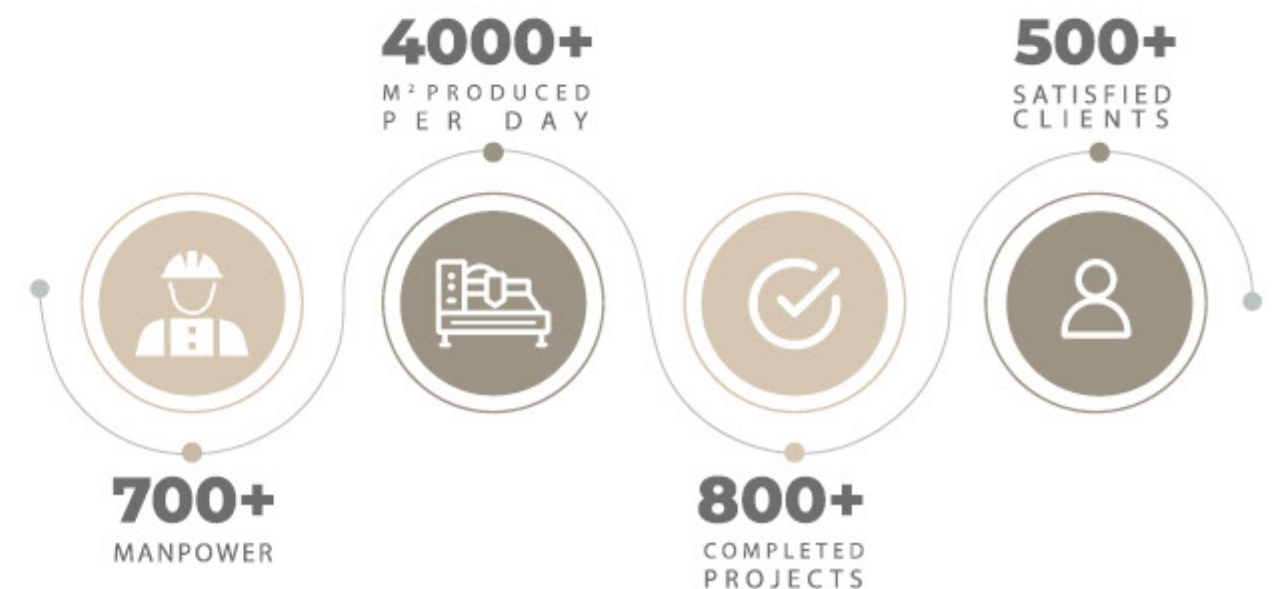 4000+
M² PRODUCED
PER DAY
500+
SATISFIED
CLIENTS
700+
MANPOWER
800+
COMPLETED
PROJECTS